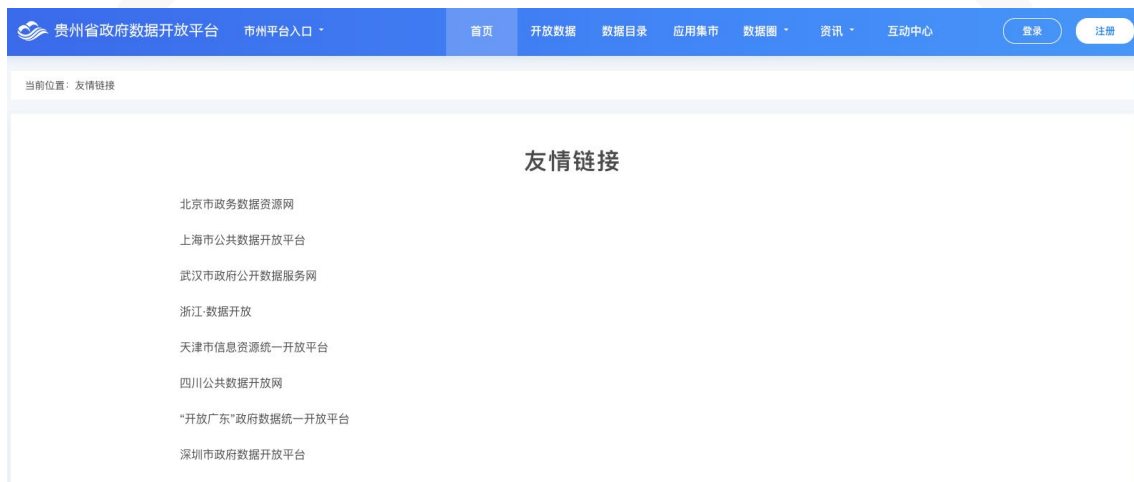 贵州省政府数据开放平台 市州平台入口 首页 开放数据 数据目录 应用集市 数据圈 资讯 互动中心 登录 注册
当前位置：友情链接
友情链接
北京市政务数据资源网
上海市公共数据开放平台
武汉市政府公开数据服务网
浙江·数据开放
天津市信息资源统一开放平台
四川公共数据开放网
“开放广东”政府数据统一开放平台
深圳市政府数据开放平台